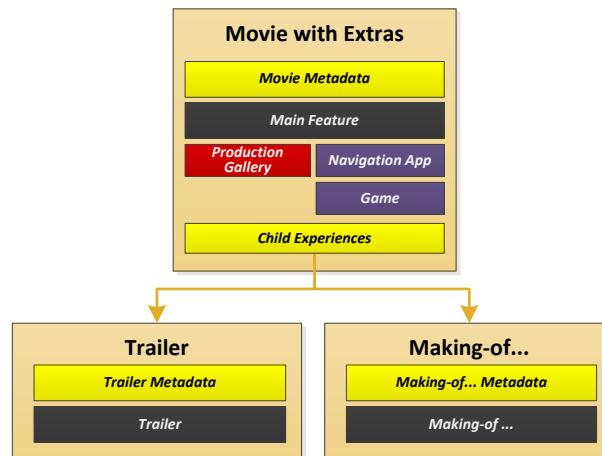 Movie with Extras
Movie Metadata
Main Feature
Production
Gallery
Navigation App
Game
Child Experiences
Trailer
Trailer Metadata
Trailer
Making-of...
Making-of... Metadata
Making-of ...